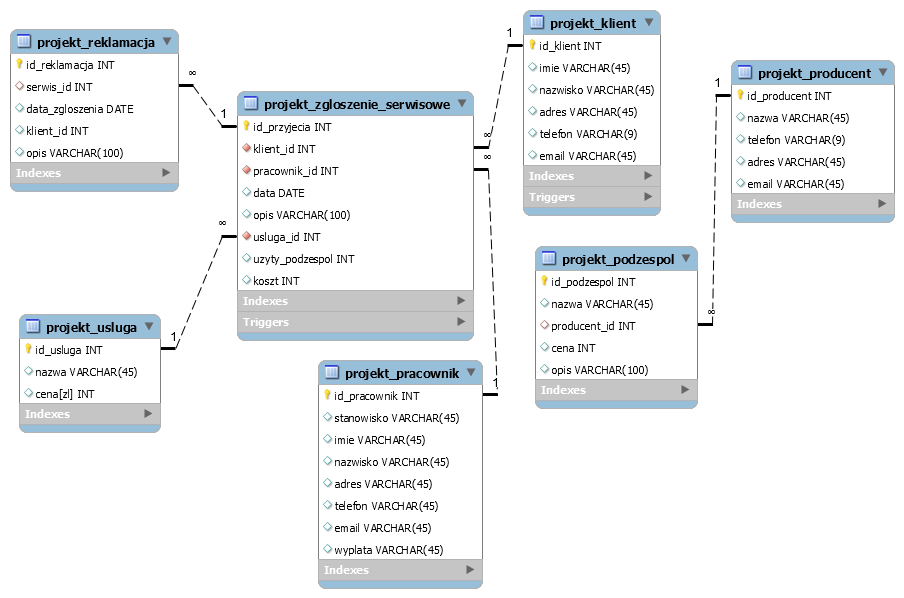 projekt_reklamacja
id_reklamacja INT
serwis_id INT
data_zgloszenia DATE
klient_id INT
opis VARCHAR(100)
Indexes
∞
1
projekt_zgloszenie_serwisowe
id_przyjecia INT
klient_id INT
pracownik_id INT
data DATE
opis VARCHAR(100)
usluga_id INT
uzyty_podzespol INT
koszt INT
Indexes
Triggers
1
∞
∞
projekt_klient
id_klient INT
imie VARCHAR(45)
nazwisko VARCHAR(45)
adres VARCHAR(45)
telefon VARCHAR(9)
email VARCHAR(45)
Indexes
Triggers
1
projekt_producent
id_producent INT
nazwa VARCHAR(45)
telefon VARCHAR(9)
adres VARCHAR(45)
email VARCHAR(45)
Indexes
∞
1
projekt_usluga
id_usluga INT
nazwa VARCHAR(45)
cena[zl] INT
Indexes
projekt_pracownik
id_pracownik INT
stanowisko VARCHAR(45)
imie VARCHAR(45)
nazwisko VARCHAR(45)
adres VARCHAR(45)
telefon VARCHAR(45)
email VARCHAR(45)
wyplata VARCHAR(45)
Indexes
1
projekt_podzespol
id_podzespol INT
nazwa VARCHAR(45)
producent_id INT
cena INT
opis VARCHAR(100)
Indexes
∞